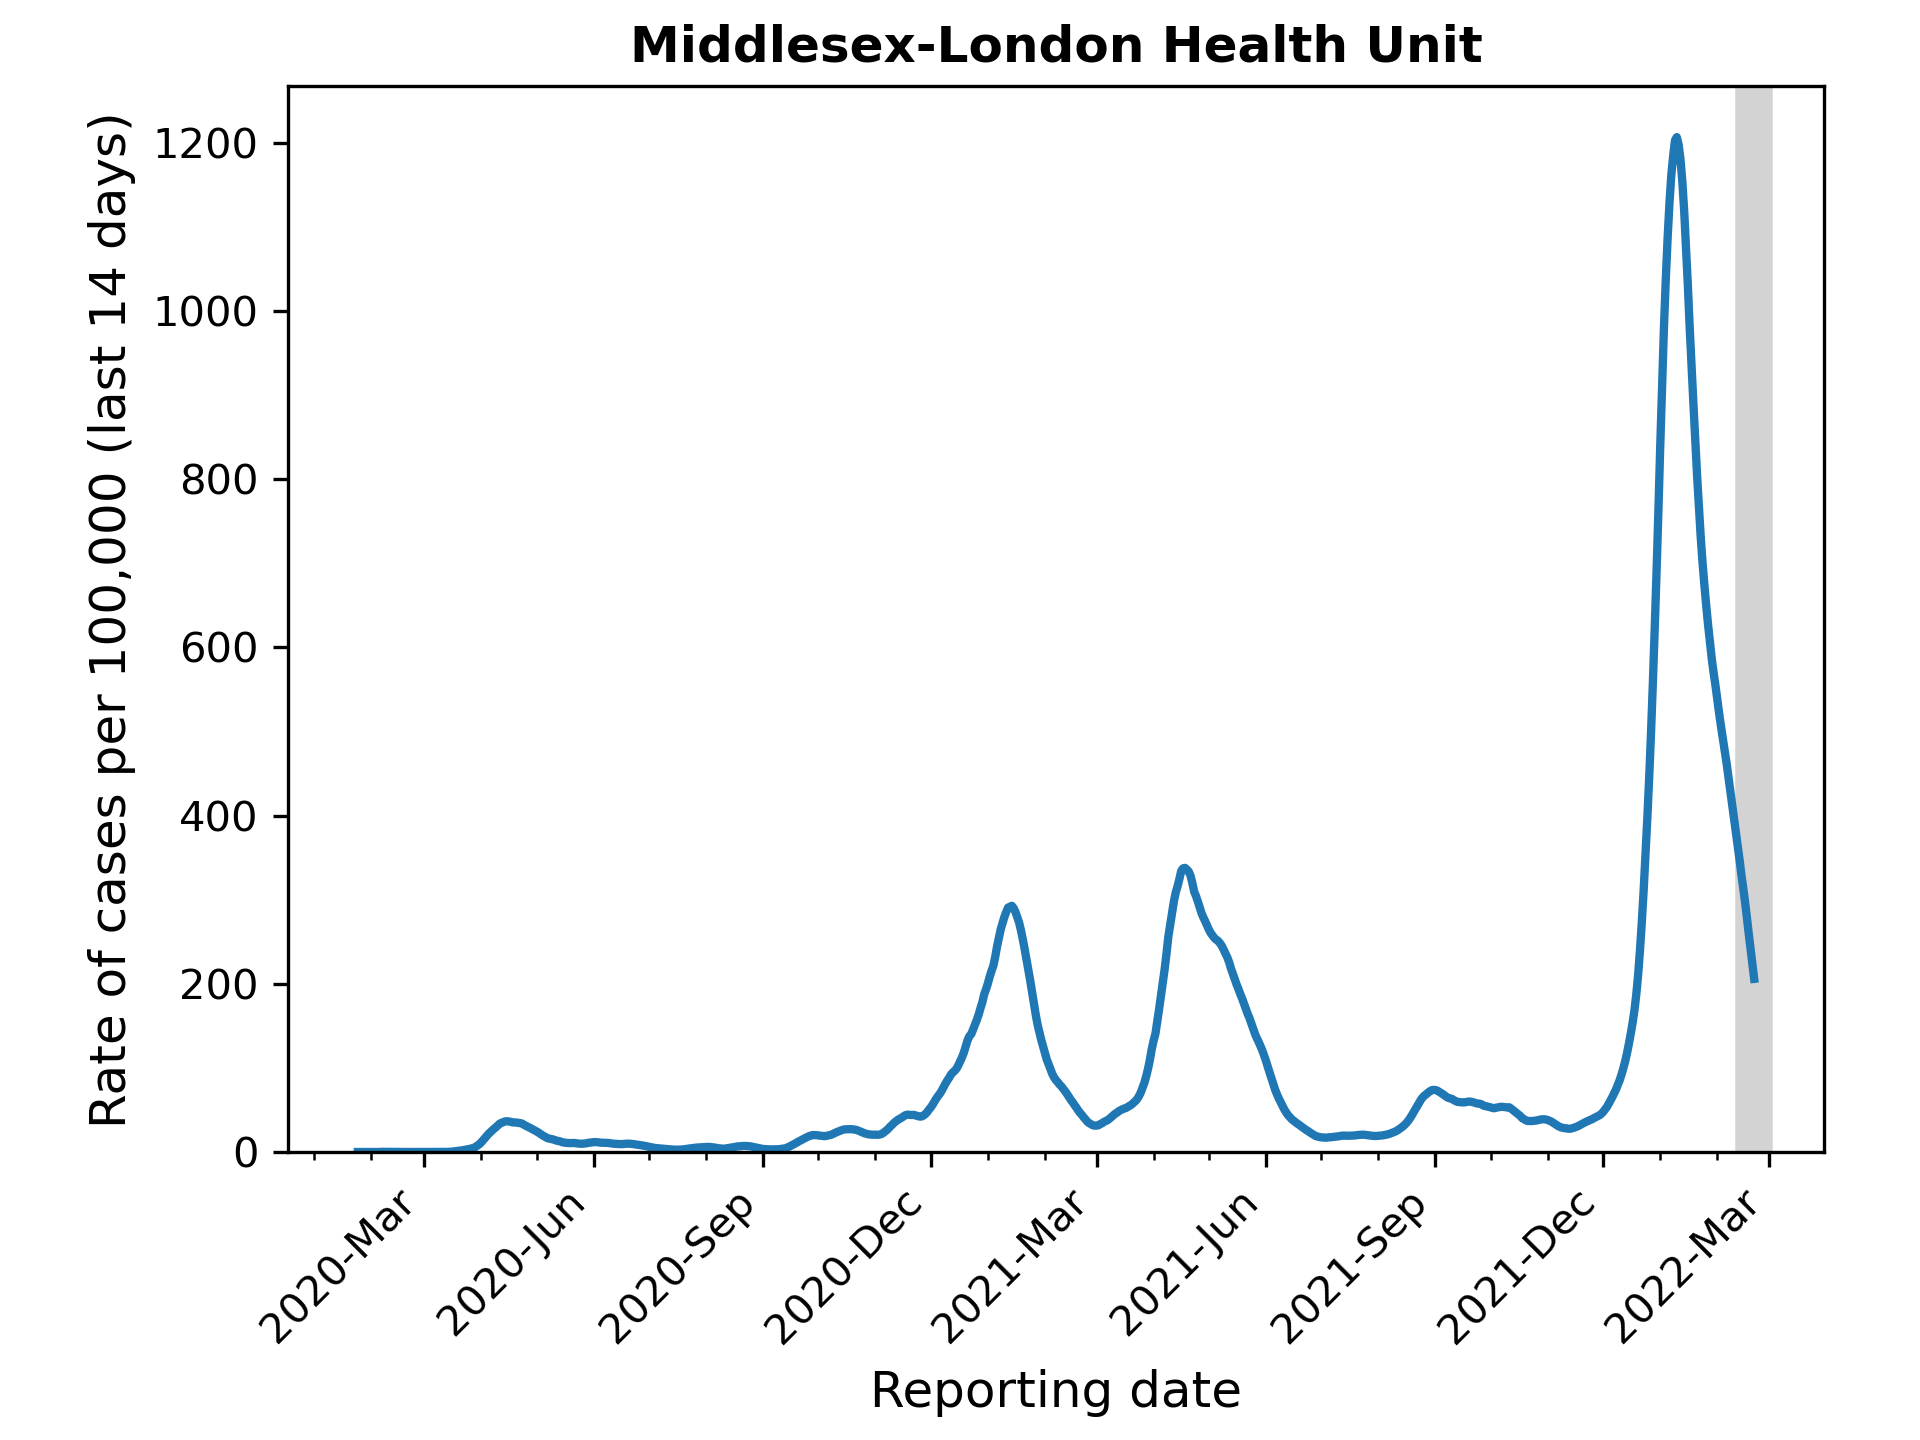 Middlesex-London Health Unit
Rate of cases per 100,000 (last 14 days)
1200
1000
800
600
400
200
0
2020-Mar
2020-Jun
2020-Sep
2020-Dec
2021-Mar
2021-Jun
2021-Sep
2021-Dec
2022-Mar
Reporting date